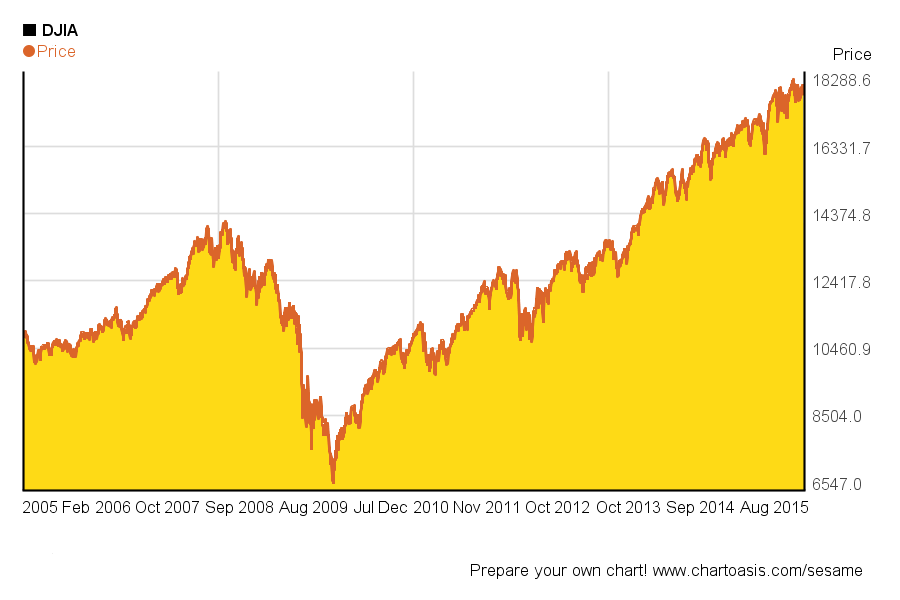 DJIA
Price
Price
18288.6
16331.7
14374.8
12417.8
10460.9
8504.0
6547.0
2005 Feb 2006 Oct 2007 Sep 2008 Aug 2009 Jul Dec 2010 Nov 2011 Oct 2012 Oct 2013 Sep 2014 Aug 2015
Prepare your own chart! www.chartoasis.com/sesame